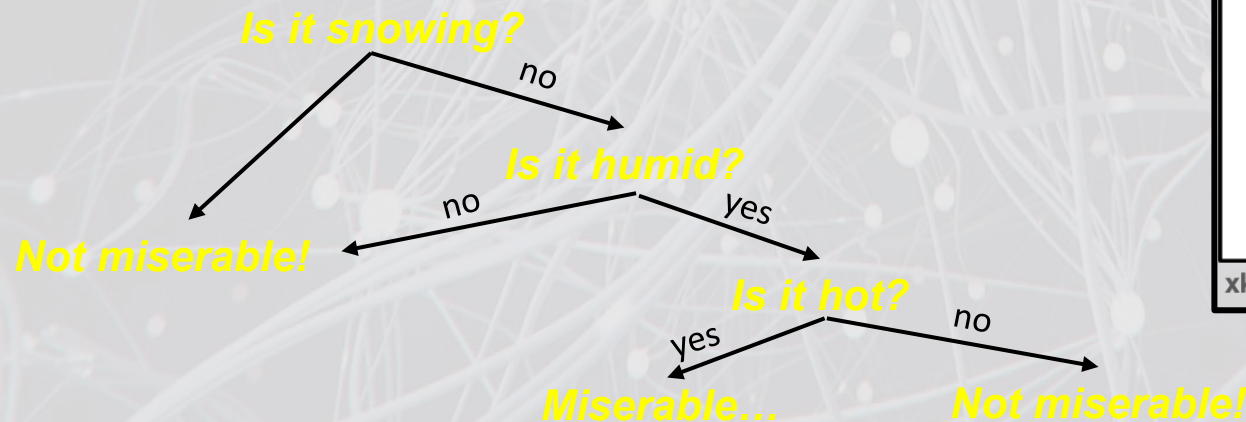 Is it snowing?
no
Is it humid?
no
yes
Not miserable!
Is it hot?
yes
no
Miserable...
Not miserable!
xk